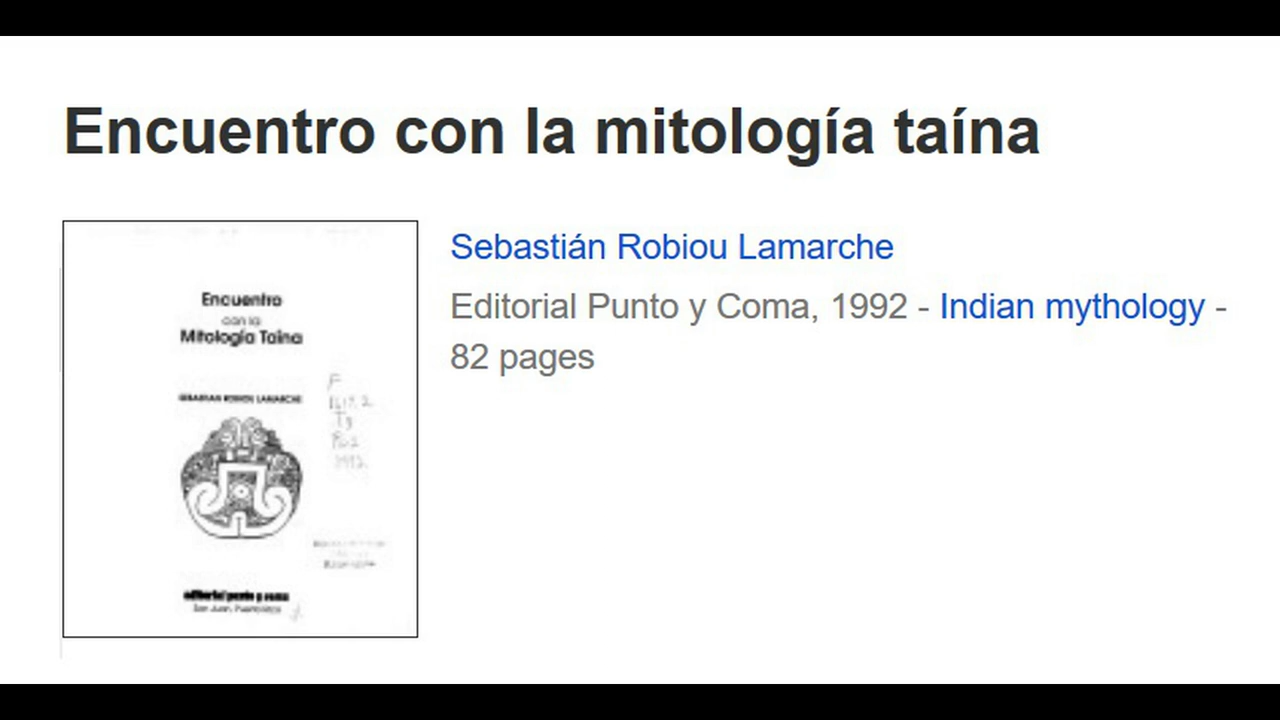 Encuentro con la mitología taína
Sebastián Robiou Lamarche
Editorial Punto y Coma, 1992 - Indian mythology -
82 pages
Encuentro
con la
Mitología Taína
SEBASTIAN ROBIOU LAMARCHE
F
1992
editorial punto y coma
San Juan, Puerto Rico